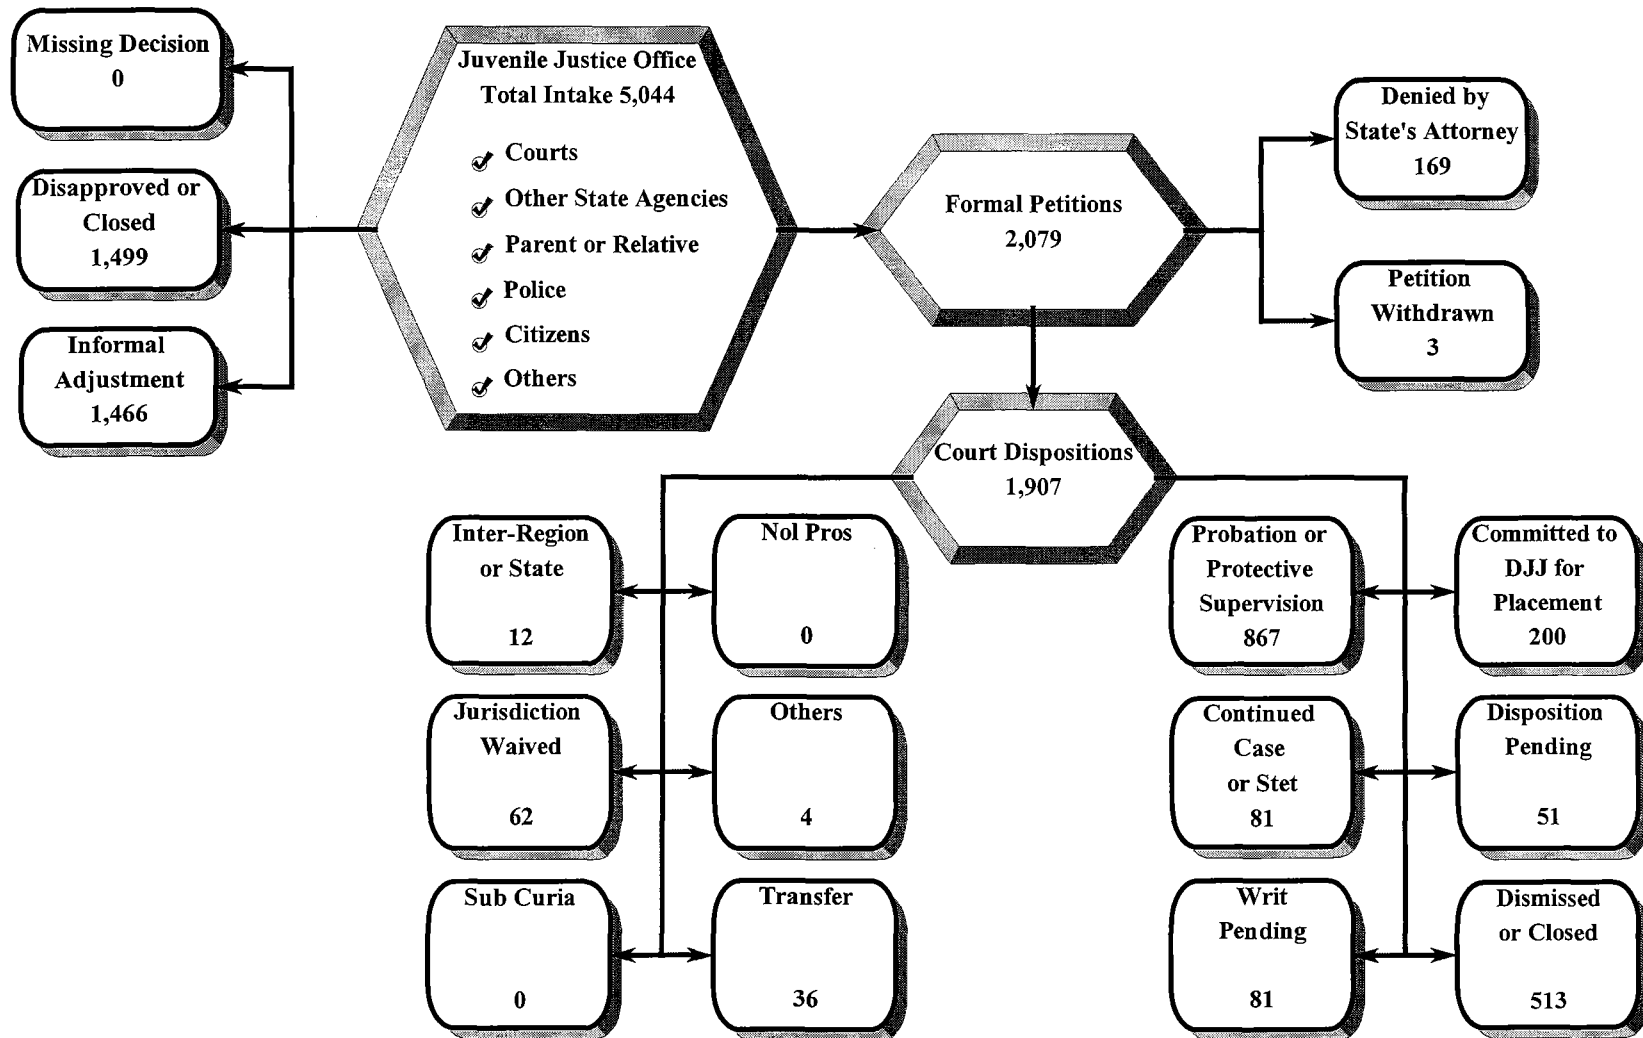 Missing Decision
0
Disapproved or
Closed
1,499
Informal
Adjustment
1,466
Juvenile Justice Office
Total Intake 5,044
Courts
Other State Agencies
Parent or Relative
Police
Citizens
Others
Formal Petitions
2,079
Denied by
State's Attorney
169
Petition
Withdrawn
3
Court Dispositions
1,907
Inter-Region
or State
12
Nol Pros
0
Jurisdiction
Waived
62
Others
4
Sub Curia
0
Transfer
36
Probation or
Protective
Supervision
867
Committed to
DJJ for
Placement
200
Continued
Case
or Stet
81
Disposition
Pending
51
Writ
Pending
81
Dismissed
or Closed
513